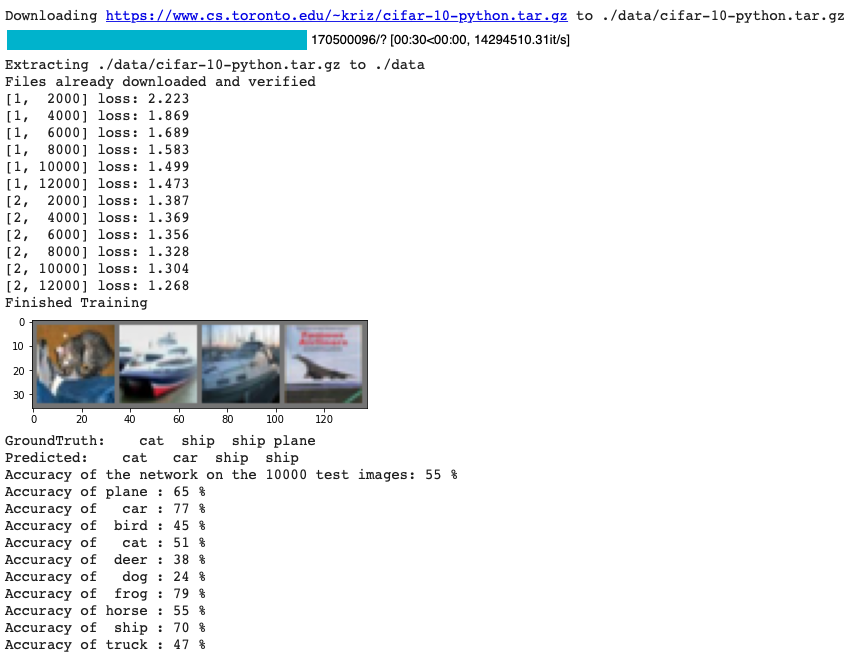 Downloading https://www.cs.toronto.edu/~kriz/cifar-10-python.tar.gz to ./data/cifar-10-python.tar.gz
170500096/? [00:30<00:00, 14294510.31it/s]
Extracting ./data/cifar-10-python.tar.gz to ./data
Files already downloaded and verified
[1,  2000] loss: 2.223
[1,  4000] loss: 1.869
[1,  6000] loss: 1.689
[1,  8000] loss: 1.583
[1, 10000] loss: 1.499
[1, 12000] loss: 1.473
[2,  2000] loss: 1.387
[2,  4000] loss: 1.369
[2,  6000] loss: 1.356
[2,  8000] loss: 1.328
[2, 10000] loss: 1.304
[2, 12000] loss: 1.268
Finished Training
0
10
20
30
Famous
Airliners
0 20 40 60 80 100 120
GroundTruth:    cat  ship  ship plane
Predicted:    cat   car  ship  ship
Accuracy of the network on the 10000 test images: 55 %
Accuracy of plane : 65 %
Accuracy of   car : 77 %
Accuracy of  bird : 45 %
Accuracy of   cat : 51 %
Accuracy of  deer : 38 %
Accuracy of   dog : 24 %
Accuracy of  frog : 79 %
Accuracy of horse : 55 %
Accuracy of  ship : 70 %
Accuracy of truck : 47 %